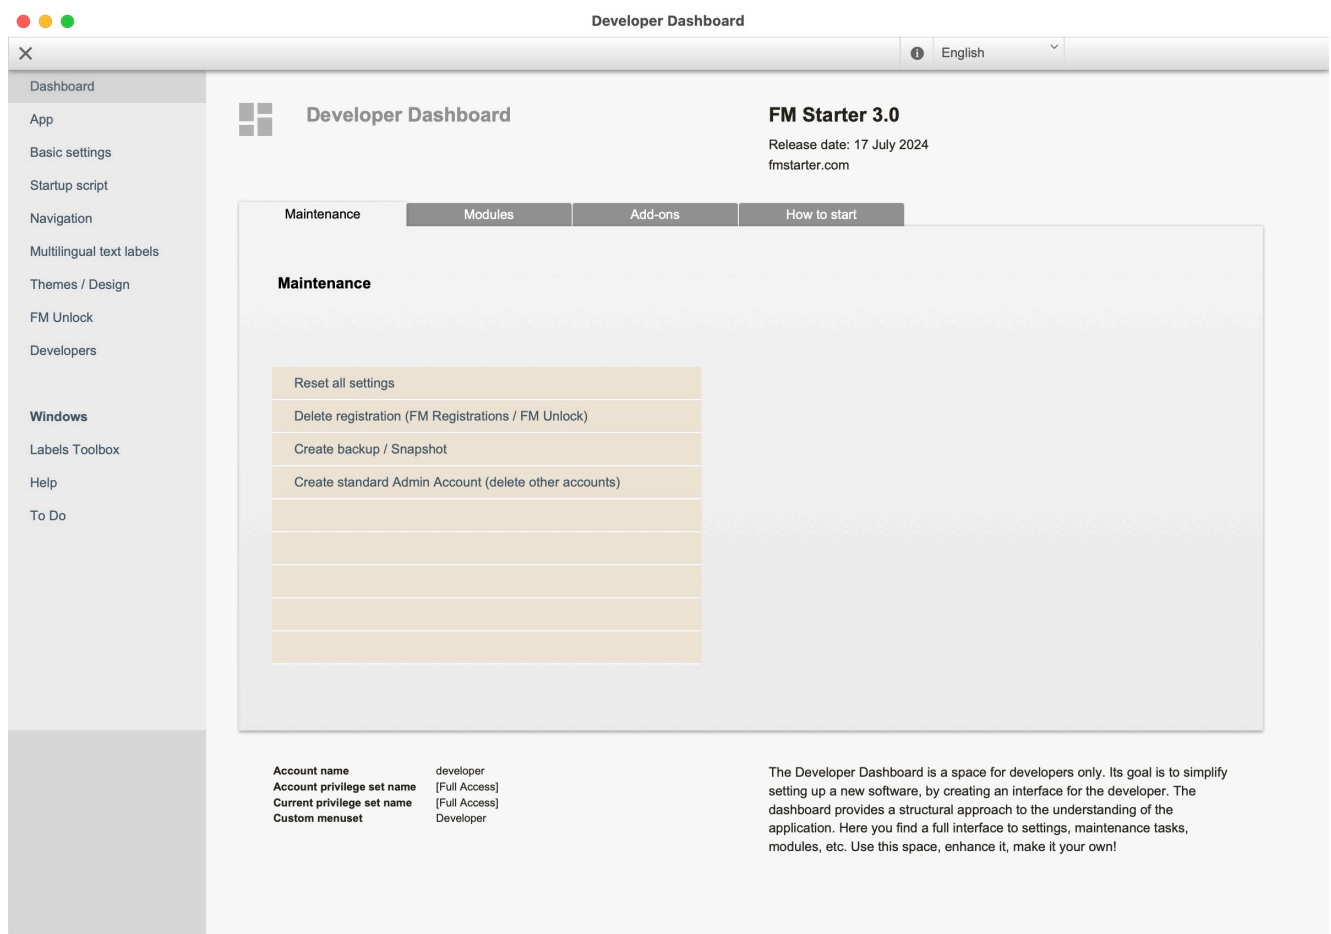 Developer Dashboard
English
Dashboard
App
Basic settings
Startup script
Navigation
Multilingual text labels
Themes / Design
FM Unlock
Developers
Windows
Labels Toolbox
Help
To Do
Developer Dashboard
FM Starter 3.0
Release date: 17 July 2024
fmstarter.com
Maintenance
Modules
Add-ons
How to start
Maintenance
Reset all settings
Delete registration (FM Registrations / FM Unlock)
Create backup / Snapshot
Create standard Admin Account (delete other accounts)
Account name developer
Account privilege set name [Full Access]
Current privilege set name [Full Access]
Custom menuset Developer
The Developer Dashboard is a space for developers only. Its goal is to simplify
setting up a new software, by creating an interface for the developer. The
dashboard provides a structural approach to the understanding of the
application. Here you find a full interface to settings, maintenance tasks,
modules, etc. Use this space, enhance it, make it your own!